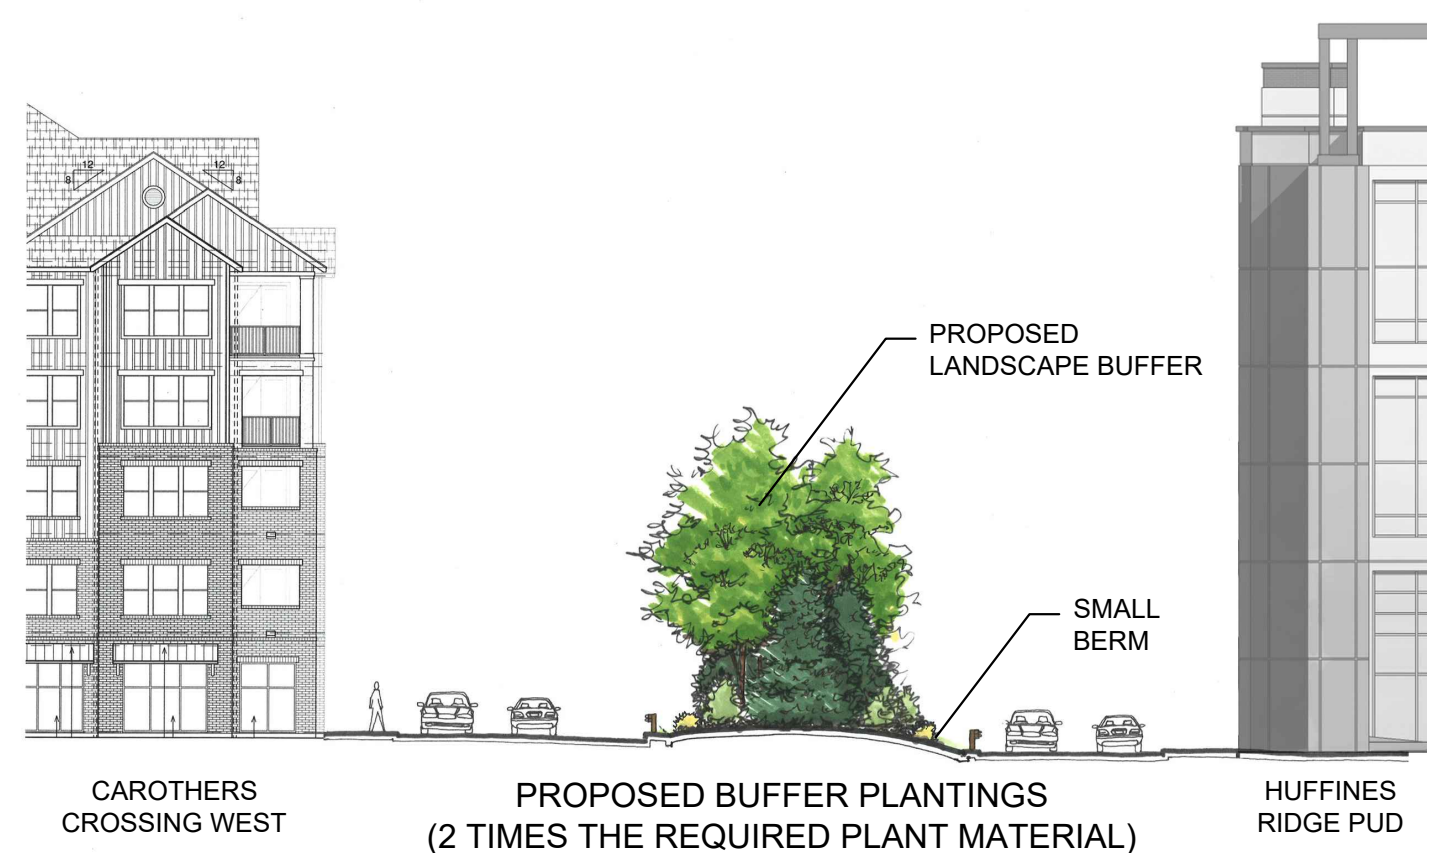 12
8
12
8
PROPOSED
LANDSCAPE BUFFER
SMALL
BERM
CAROTHERS
CROSSING WEST
PROPOSED BUFFER PLANTINGS
(2 TIMES THE REQUIRED PLANT MATERIAL)
HUFFINES
RIDGE PUD